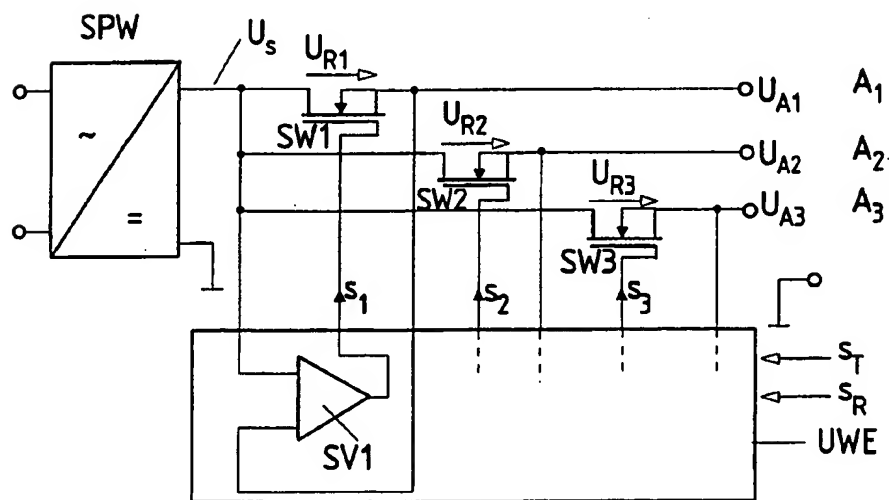 SPW
U_s
U_R1
U_A1 A_1
SW1
U_R2
U_A2 A_2
SW2
U_R3
U_A3 A_3
SW3
~
=
s_1
s_2
s_3
s_T
s_R
SV1
UWE